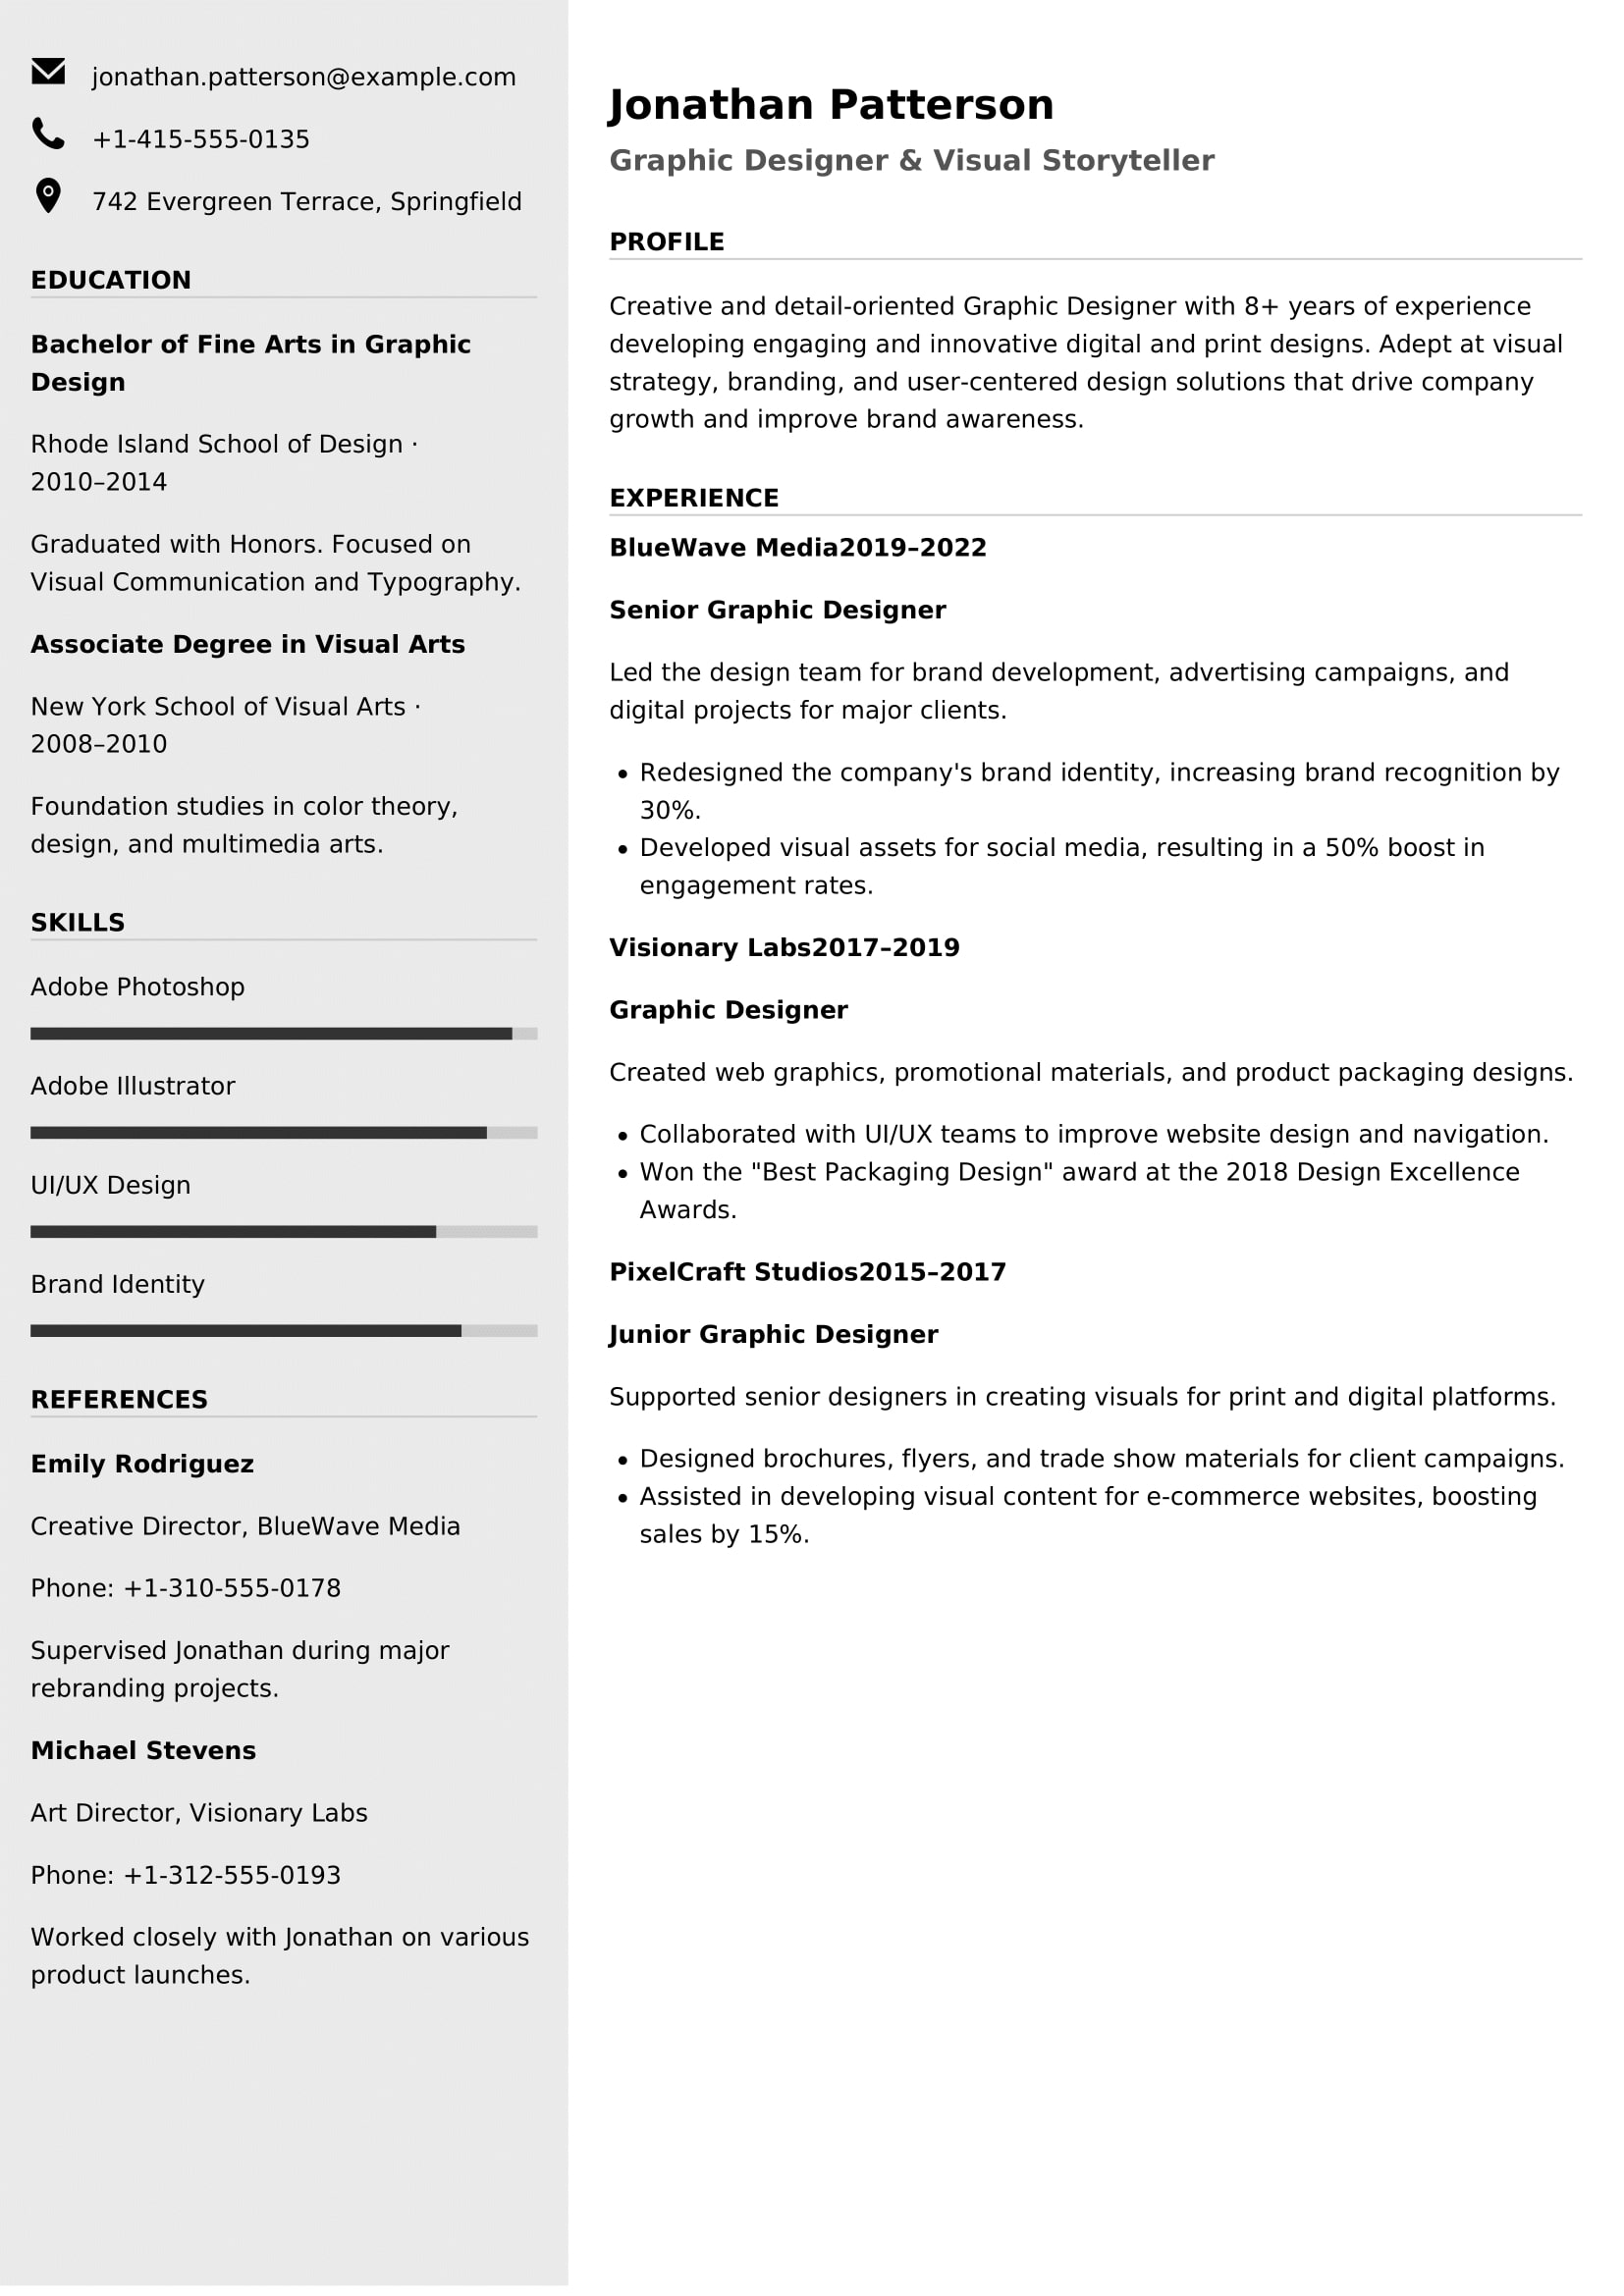 jonathan.patterson@example.com
+1-415-555-0135
742 Evergreen Terrace, Springfield
EDUCATION
Bachelor of Fine Arts in Graphic
Design
Rhode Island School of Design ·
2010–2014
Graduated with Honors. Focused on
Visual Communication and Typography.
Associate Degree in Visual Arts
New York School of Visual Arts ·
2008–2010
Foundation studies in color theory,
design, and multimedia arts.
SKILLS
Adobe Photoshop
Adobe Illustrator
UI/UX Design
Brand Identity
REFERENCES
Emily Rodriguez
Creative Director, BlueWave Media
Phone: +1-310-555-0178
Supervised Jonathan during major
rebranding projects.
Michael Stevens
Art Director, Visionary Labs
Phone: +1-312-555-0193
Worked closely with Jonathan on various
product launches.
Jonathan Patterson
Graphic Designer & Visual Storyteller
PROFILE
Creative and detail-oriented Graphic Designer with 8+ years of experience
developing engaging and innovative digital and print designs. Adept at visual
strategy, branding, and user-centered design solutions that drive company
growth and improve brand awareness.
EXPERIENCE
BlueWave Media2019–2022
Senior Graphic Designer
Led the design team for brand development, advertising campaigns, and
digital projects for major clients.
• Redesigned the company's brand identity, increasing brand recognition by
30%.
• Developed visual assets for social media, resulting in a 50% boost in
engagement rates.
Visionary Labs2017–2019
Graphic Designer
Created web graphics, promotional materials, and product packaging designs.
• Collaborated with UI/UX teams to improve website design and navigation.
• Won the "Best Packaging Design" award at the 2018 Design Excellence
Awards.
PixelCraft Studios2015–2017
Junior Graphic Designer
Supported senior designers in creating visuals for print and digital platforms.
• Designed brochures, flyers, and trade show materials for client campaigns.
• Assisted in developing visual content for e-commerce websites, boosting
sales by 15%.